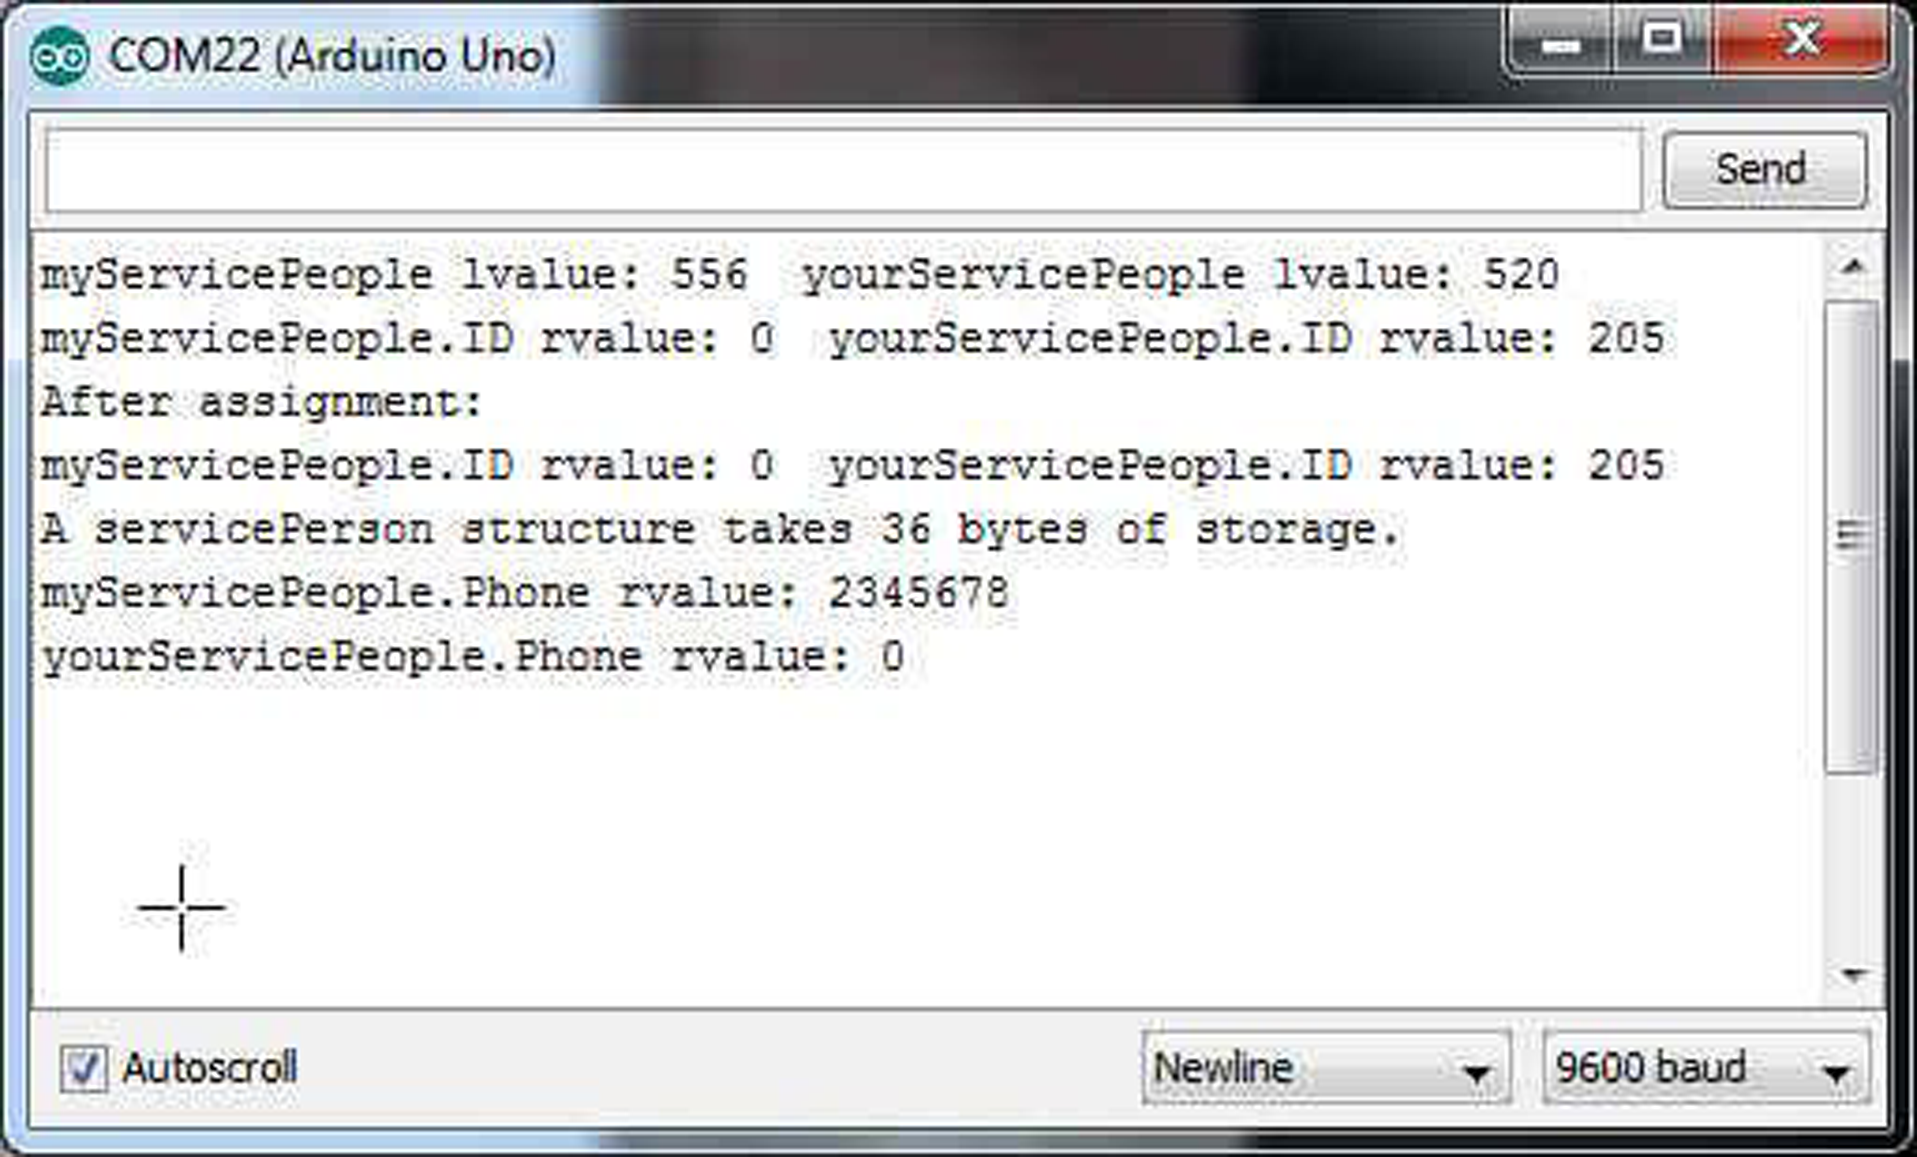 COM22 (Arduino Uno)
Send
myServicePeople lvalue: 556  yourServicePeople lvalue: 520
myServicePeople.ID rvalue: 0  yourServicePeople.ID rvalue: 205
After assignment:
myServicePeople.ID rvalue: 0  yourServicePeople.ID rvalue: 205
A servicePerson structure takes 36 bytes of storage.
myServicePeople.Phone rvalue: 2345678
yourServicePeople.Phone rvalue: 0
Autoscroll
Newline
9600 baud